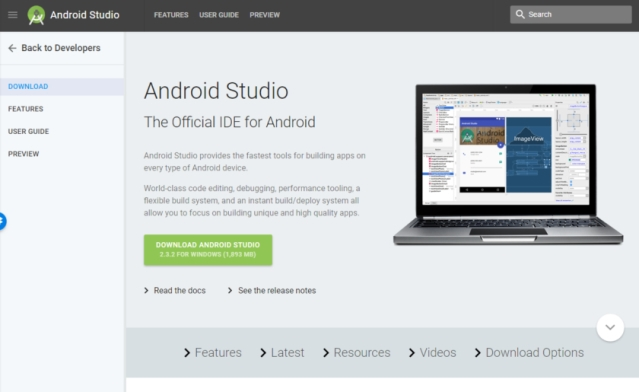 Android Studio
FEATURES
USER GUIDE
PREVIEW
Search
Back to Developers
DOWNLOAD
FEATURES
USER GUIDE
PREVIEW
Android Studio
The Official IDE for Android
Android Studio provides the fastest tools for building apps on
every type of Android device.
World-class code editing, debugging, performance tooling, a
flexible build system, and an instant build/deploy system all
allow you to focus on building unique and high quality apps.
DOWNLOAD ANDROID STUDIO
2.3.2 FOR WINDOWS (1,893 MB)
Read the docs
See the release notes
Android
Studio
ImageView
Features
Latest
Resources
Videos
Download Options